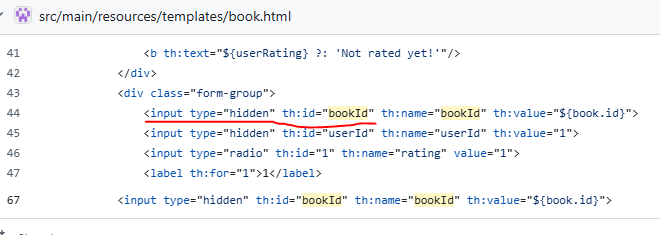 src/main/resources/templates/book.html
41 <b th:text="${userRating} ?: 'Not rated yet!'"/>
42 </div>
43 <div class="form-group">
44 <input type="hidden" th:id="bookId" th:name="bookId" th:value="${book.id}">
45 <input type="hidden" th:id="userId" th:name="userId" th:value="1">
46 <input type="radio" th:id="1" th:name="rating" value="1">
47 <label th:for="1">1</label>
67 <input type="hidden" th:id="bookId" th:name="bookId" th:value="${book.id}">